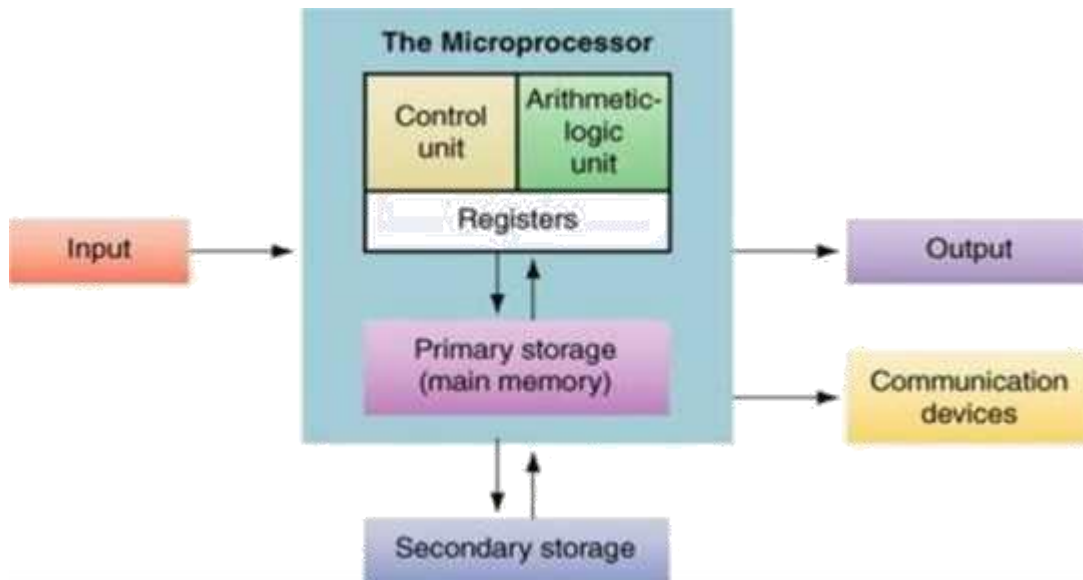 The Microprocessor
Control
unit
Arithmetic-
logic
unit
Registers
Input
Output
Primary storage
(main memory)
Communication
devices
Secondary storage